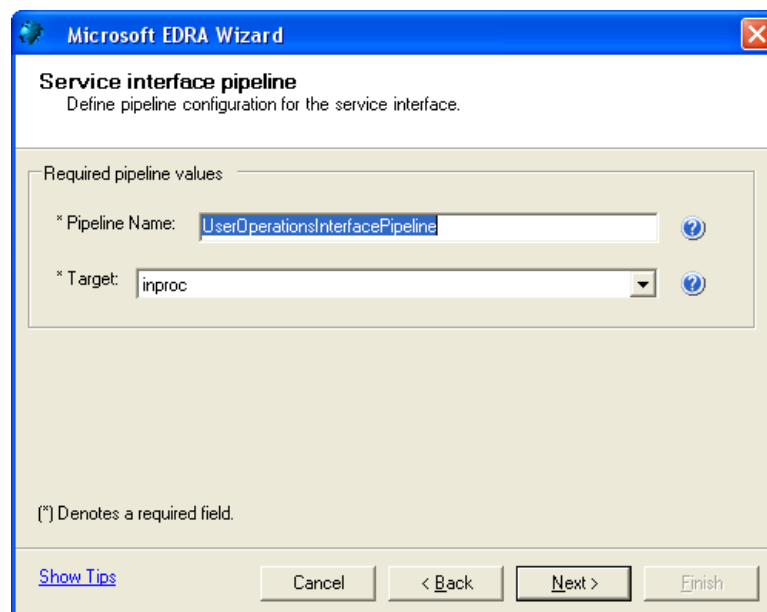 Microsoft EDRA Wizard
Service interface pipeline
Define pipeline configuration for the service interface.
Required pipeline values
* Pipeline Name: UserOperationsInterfacePipeline ?
* Target: inproc ?
(*) Denotes a required field.
Show Tips Cancel < Back Next > Finish